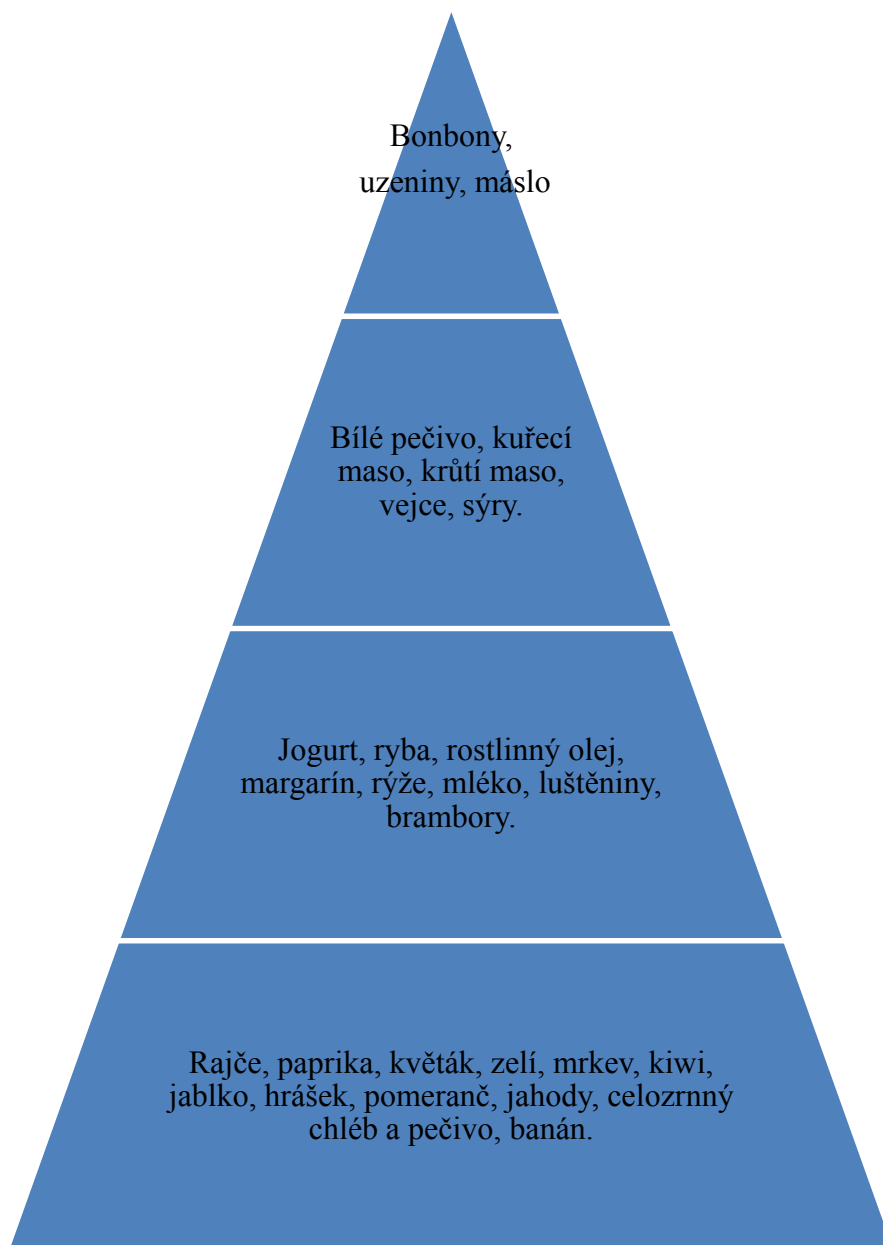 Bonbony,
uzeniny, máslo
Bílé pečivo, kuřecí
maso, krůtí maso,
vejce, sýry.
Jogurt, ryba, rostlinný olej,
margarín, rýže, mléko, luštěniny,
brambory.
Rajče, paprika, květák, zelí, mrkev, kiwi,
jablko, hrášek, pomeranč, jahody, celozrnný
chléb a pečivo, banán.